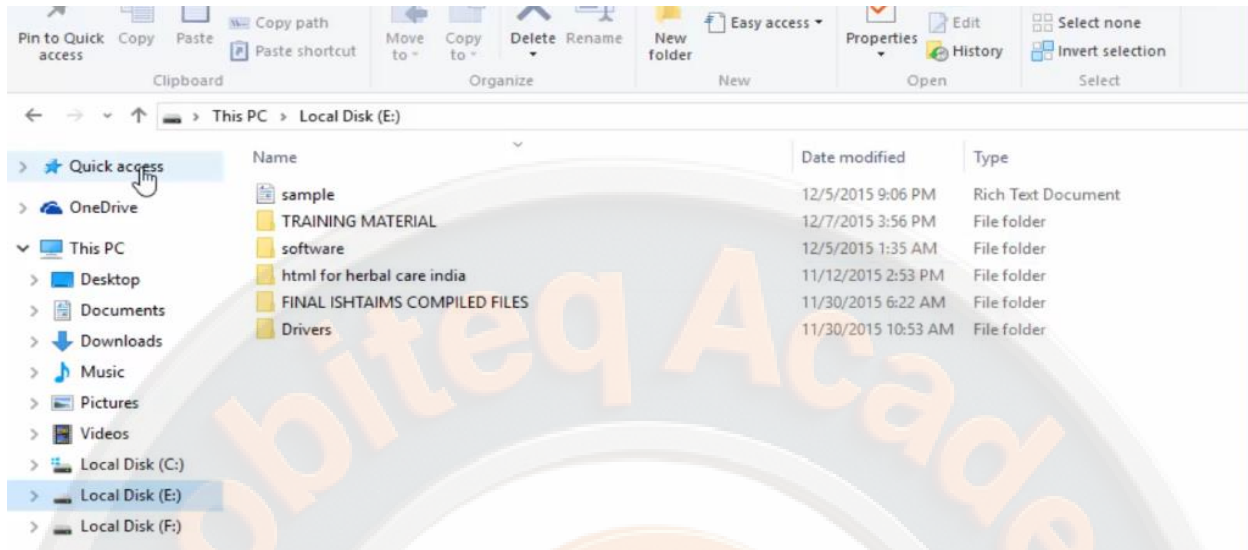 Pin to Quick access
Copy
Paste
Copy path
Paste shortcut
Move to
Copy to
Delete
Rename
New folder
Easy access
Properties
Edit
History
Select none
Invert selection
Clipboard
Organize
New
Open
Select
This PC > Local Disk (E:)
Name Date modified Type
sample 12/5/2015 9:06 PM Rich Text Document
TRAINING MATERIAL 12/7/2015 3:56 PM File folder
software 12/5/2015 1:35 AM File folder
html for herbal care india 11/12/2015 2:53 PM File folder
FINAL ISHTAIMS COMPILED FILES 11/30/2015 6:22 AM File folder
Drivers 11/30/2015 10:53 AM File folder
Quick access
OneDrive
This PC
Desktop
Documents
Downloads
Music
Pictures
Videos
Local Disk (C:)
Local Disk (E:)
Local Disk (F:)
obiteq Acade